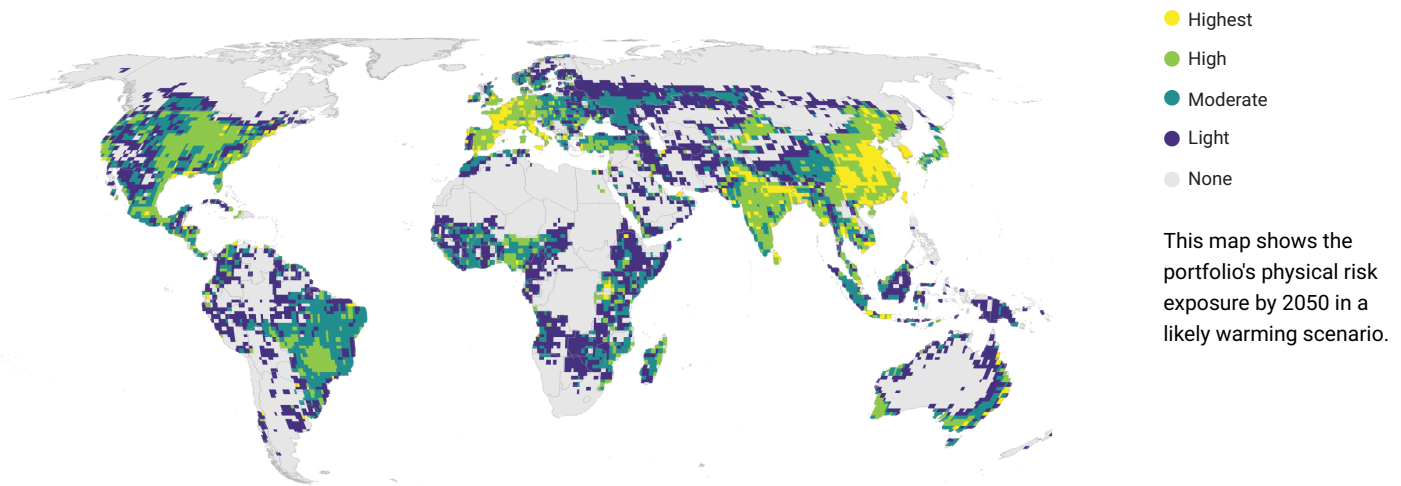 Highest
High
Moderate
Light
None
This map shows the
portfolio's physical risk
exposure by 2050 in a
likely warming scenario.